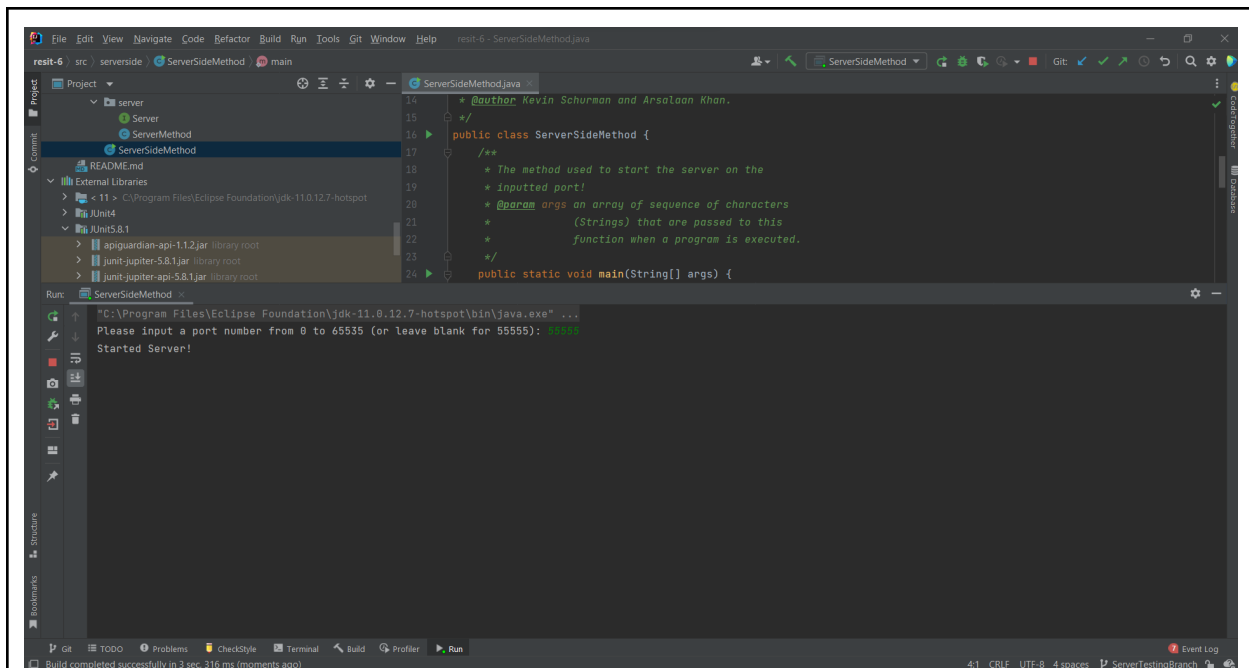 File Edit View Navigate Code Refactor Build Run Tools Git Window Help resit-6 - ServerSideMethod.java
resit-6 src serverside ServerSideMethod main ServerSideMethod Git:
Project
server
Server
ServerMethod
ServerSideMethod
README.md
External Libraries
< 11 > C:\Program Files\Eclipse Foundation\jdk-11.0.12.7-hotspot
JUnit4
JUnit5.8.1
apiguardian-api-1.1.2.jar library root
junit-jupiter-5.8.1.jar library root
junit-jupiter-api-5.8.1.jar library root
ServerSideMethod.java
14 * @author Kevin Schurman and Arsalaan Khan.
15 */
16 public class ServerSideMethod {
17 /**
18 * The method used to start the server on the
19 * inputted port!
20 * @param args an array of sequence of characters
21 * (Strings) that are passed to this
22 * function when a program is executed.
23 */
24 public static void main(String[] args) {
Project
Commit
Structure
Bookmarks
CodeTogether
Database
Run: ServerSideMethod
"C:\Program Files\Eclipse Foundation\jdk-11.0.12.7-hotspot\bin\java.exe" ...
Please input a port number from 0 to 65535 (or leave blank for 55555): 55555
Started Server!
Git TODO Problems CheckStyle Terminal Build Profiler Run 7 Event Log
Build completed successfully in 3 sec, 316 ms (moments ago) 4:1 CRLF UTF-8 4 spaces ServerTestingBranch